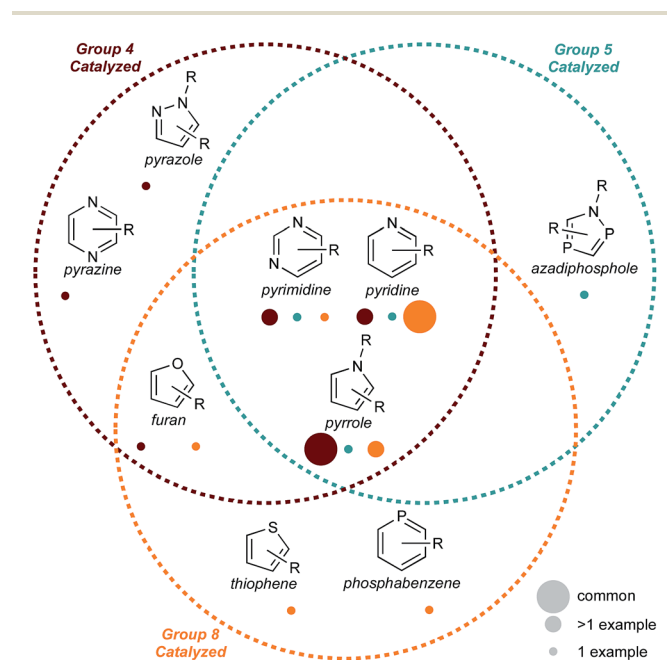 Group 4
Catalyzed
Group 5
Catalyzed
R
N
N
R
pyrazole
N
R
N
pyrazine
N
R
N
pyrimidine
N
R
pyridine
R
N
R
P
P
azadiphosphole
O
R
furan
R
N
R
pyrrole
S
R
thiophene
P
R
phosphabenzene
Group 8
Catalyzed
common
>1 example
1 example